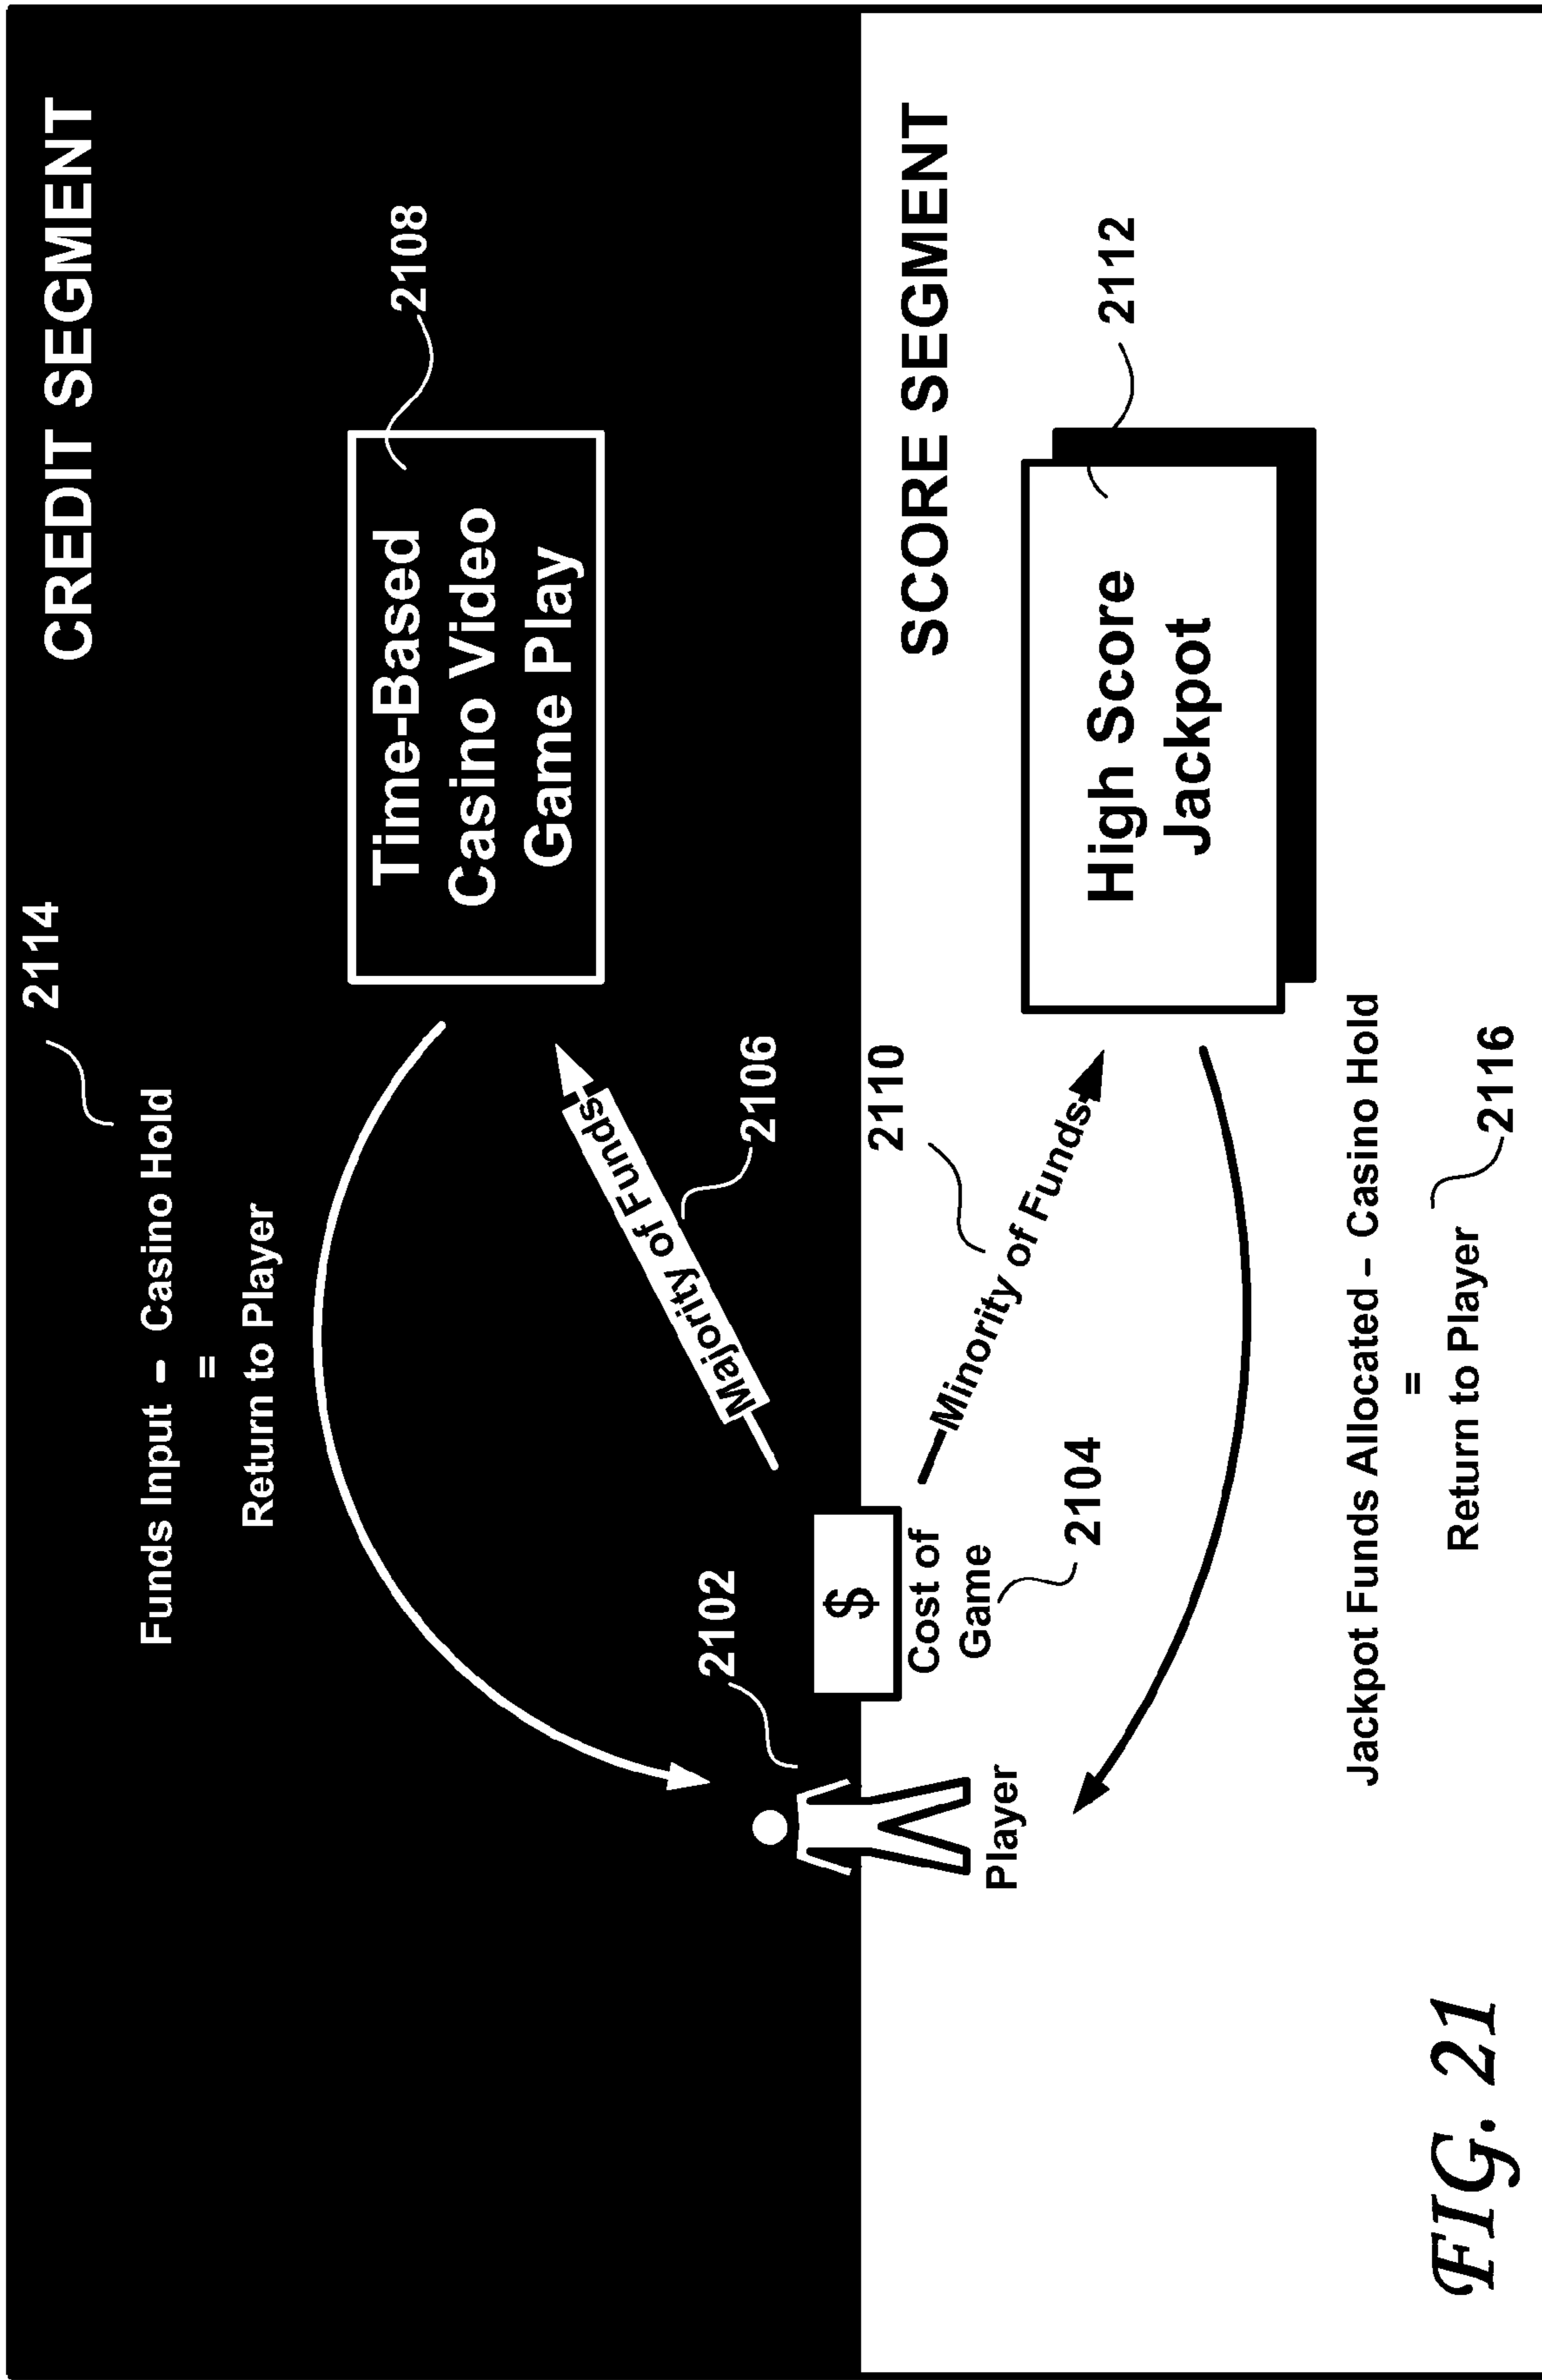 CREDIT SEGMENT
2114
Funds Input - Casino Hold
=
Return to Player
2108
Time-Based
Casino Video
Game Play
Majority of Funds
2106
2102
$
Cost of
Game
2104
Player
SCORE SEGMENT
2110
Minority of Funds
2112
High Score
Jackpot
Jackpot Funds Allocated - Casino Hold
=
Return to Player
2116
FIG. 21